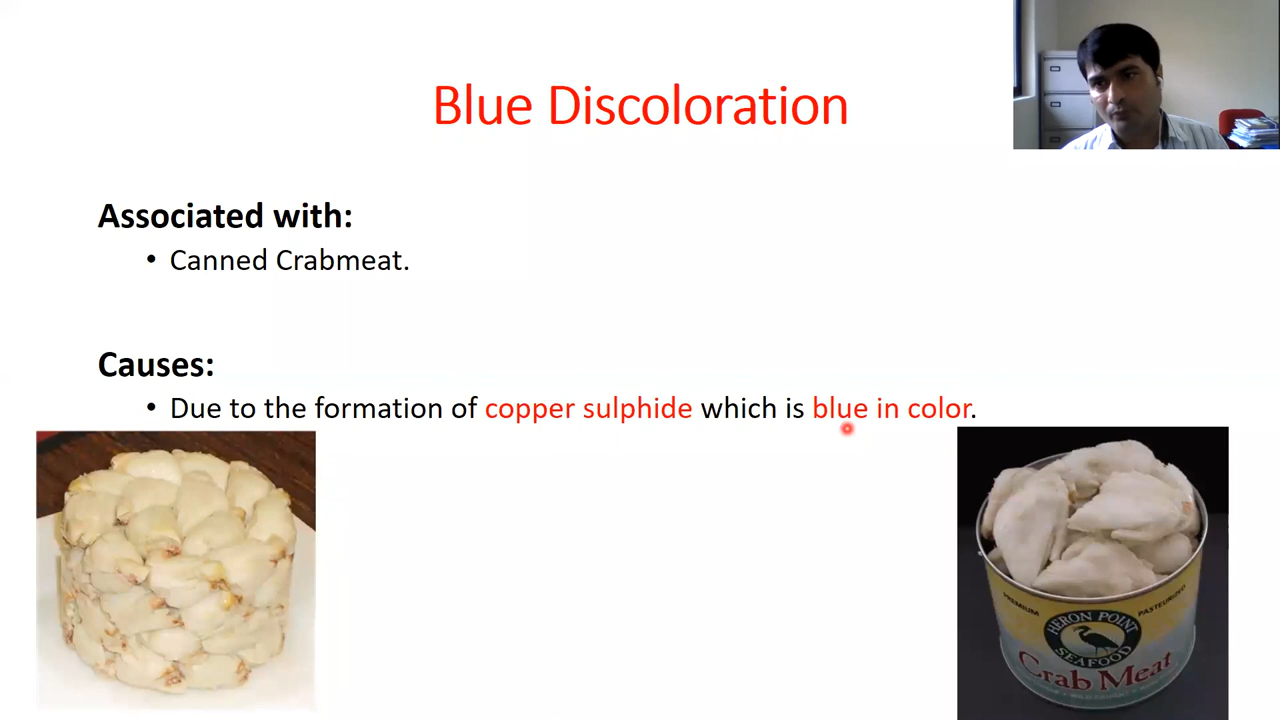 Blue Discoloration
Associated with:
• Canned Crabmeat.
Causes:
• Due to the formation of copper sulphide which is blue in color.
PREMIUM
PASTEURIZED
HERON POINT
SEAFOOD
Crab Meat